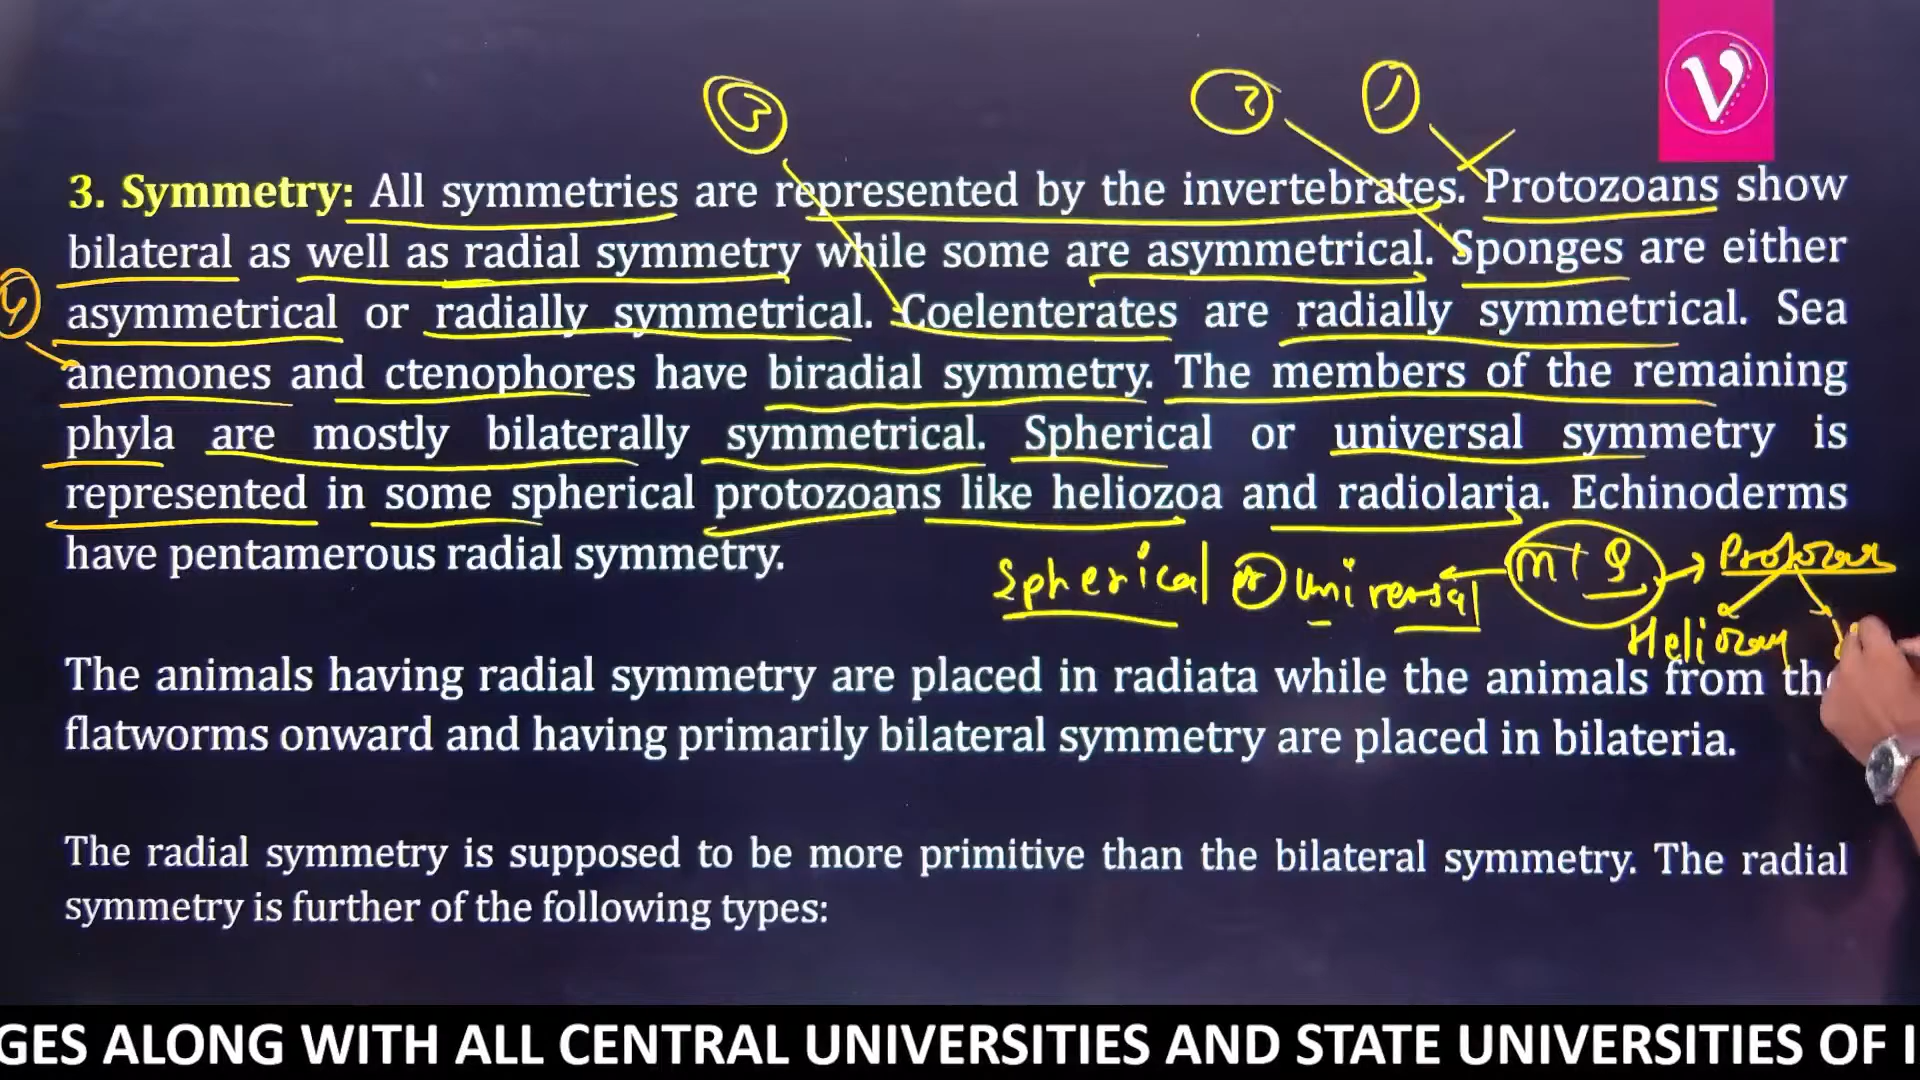 3
2
1
V
3. Symmetry: All symmetries are represented by the invertebrates. Protozoans show
bilateral as well as radial symmetry while some are asymmetrical. Sponges are either
4
asymmetrical or radially symmetrical. Coelenterates are radially symmetrical. Sea
anemones and ctenophores have biradial symmetry. The members of the remaining
phyla are mostly bilaterally symmetrical. Spherical or universal symmetry is
represented in some spherical protozoans like heliozoa and radiolaria. Echinoderms
have pentamerous radial symmetry.
Spherical or universal
The animals having radial symmetry are placed in radiata while the animals from the
flatworms onward and having primarily bilateral symmetry are placed in bilateria.
The radial symmetry is supposed to be more primitive than the bilateral symmetry. The radial
symmetry is further of the following types:
GES ALONG WITH ALL CENTRAL UNIVERSITIES AND STATE UNIVERSITIES OF I